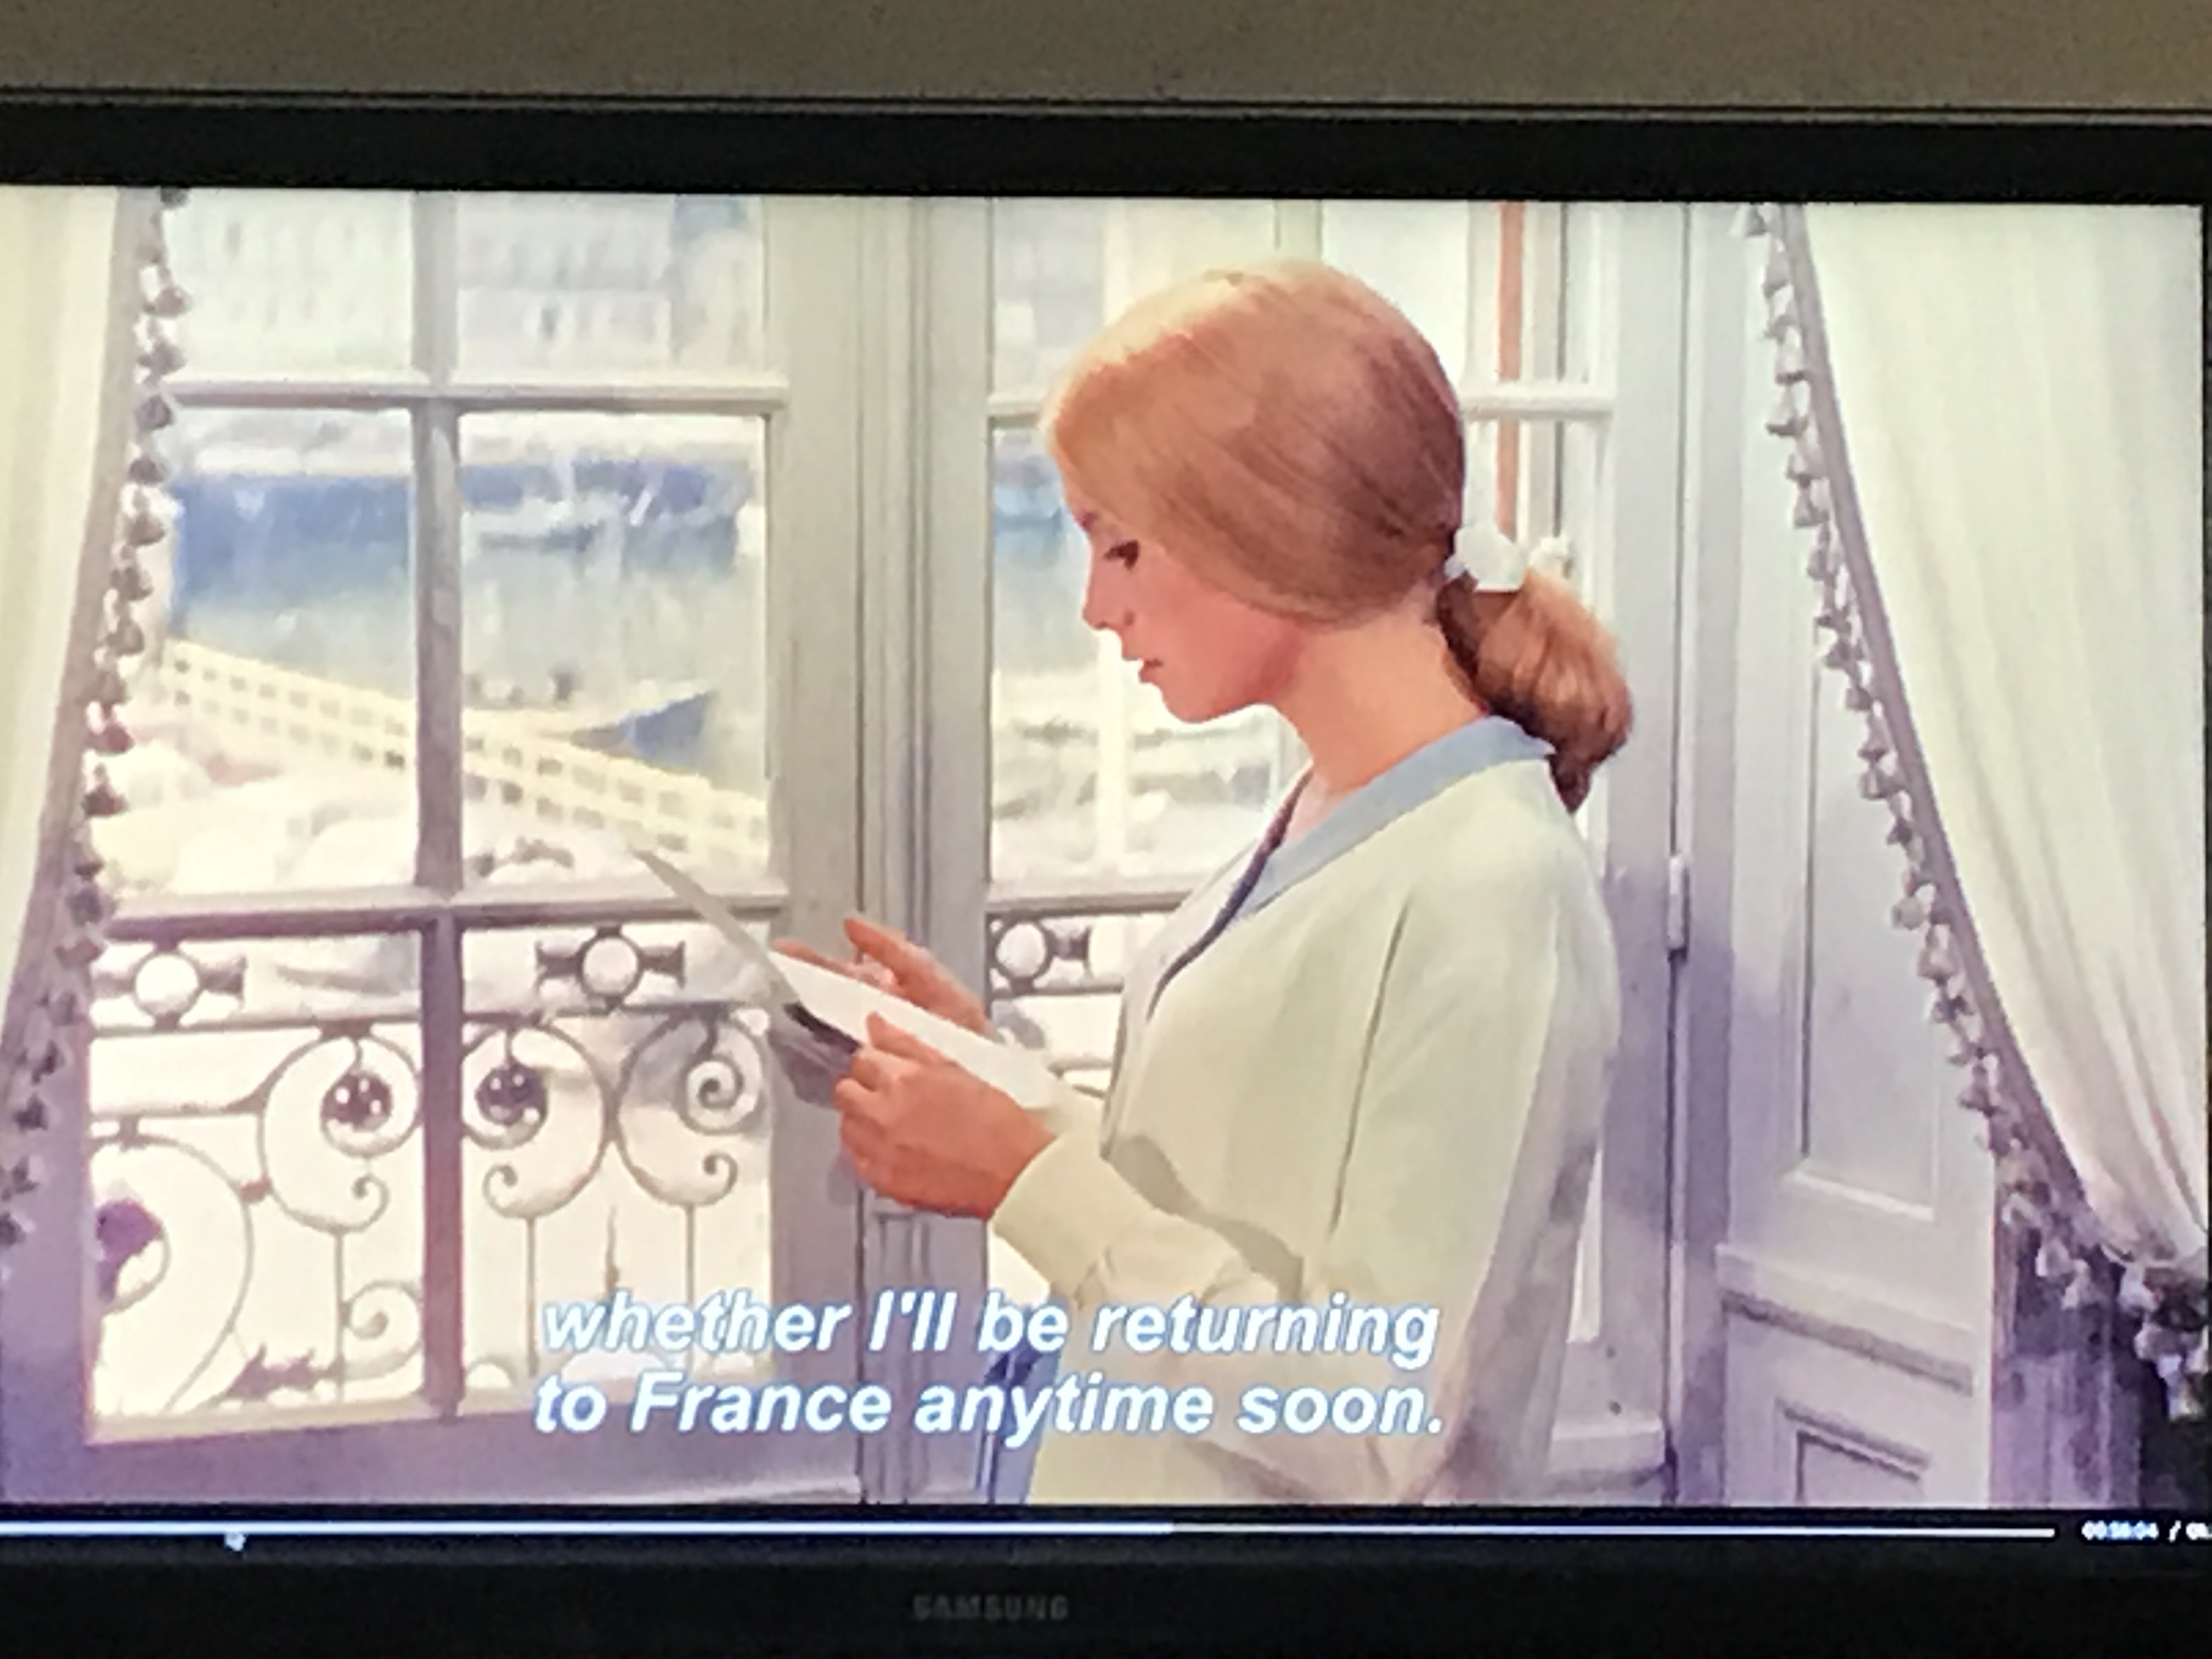 whether I'll be returning
to France anytime soon.
SAMSUNG